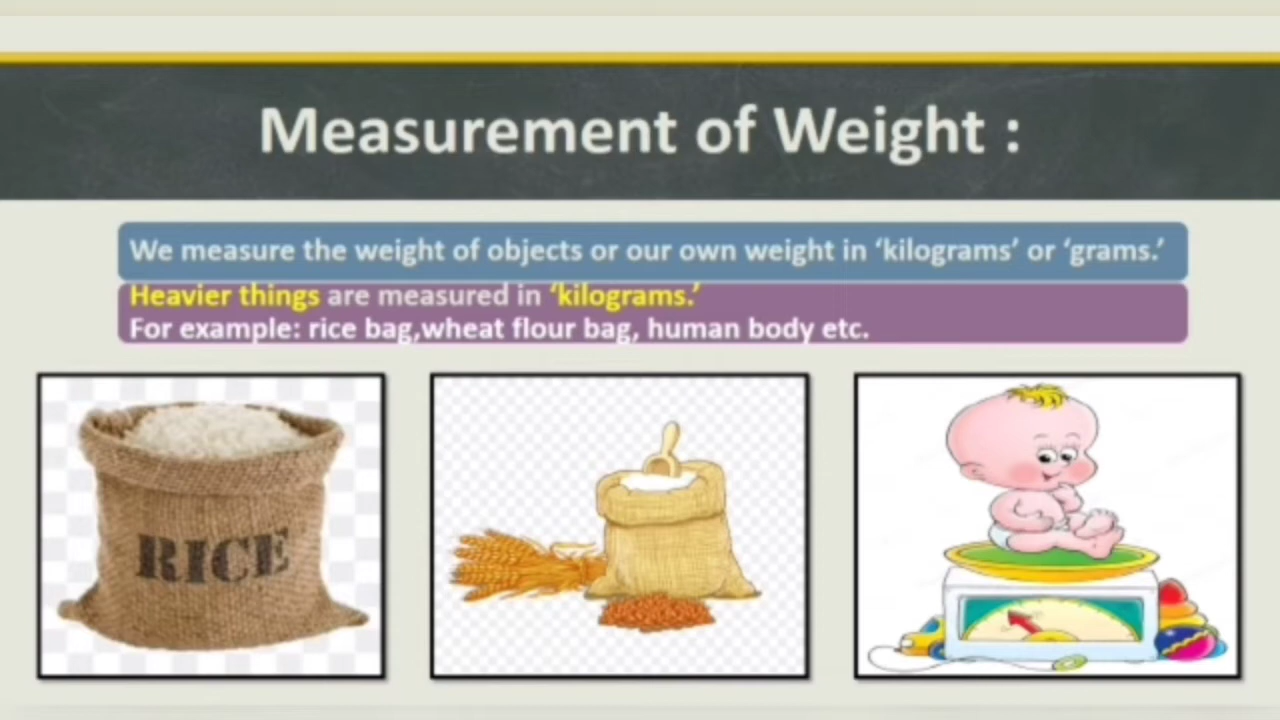 Measurement of Weight :
We measure the weight of objects or our own weight in ‘kilograms’ or ‘grams.’
Heavier things are measured in ‘kilograms.’
For example: rice bag,wheat flour bag, human body etc.
RICE